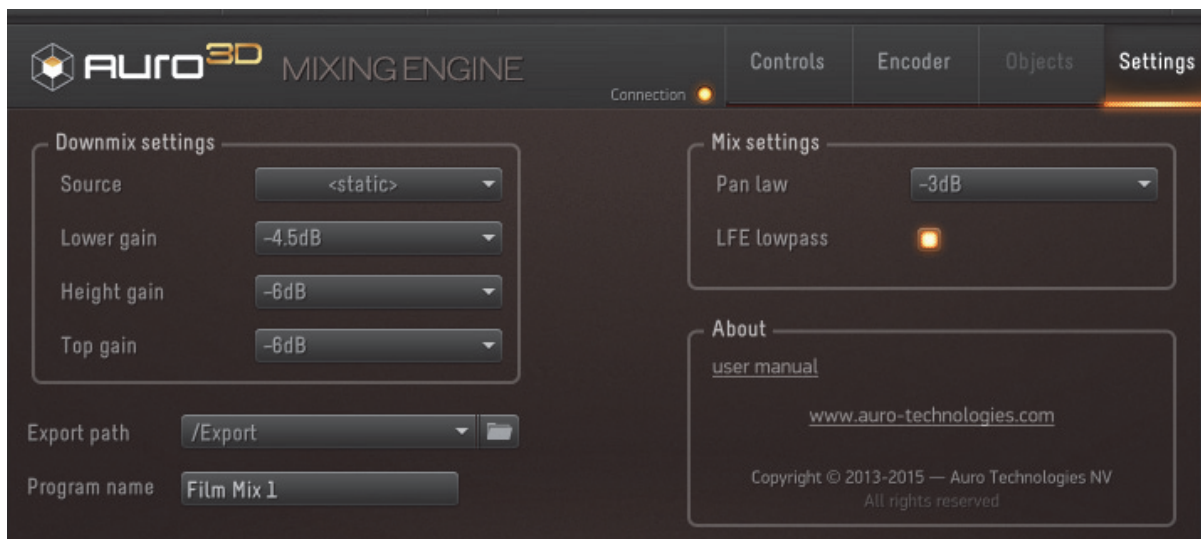 AURO 3D MIXING ENGINE
Connection
Controls
Encoder
Objects
Settings
Downmix settings
Source <static>
Lower gain -4.5dB
Height gain -6dB
Top gain -6dB
Export path /Export
Program name Film Mix 1
Mix settings
Pan law -3dB
LFE lowpass
About
user manual
www.auro-technologies.com
Copyright © 2013-2015 — Auro Technologies NV
All rights reserved